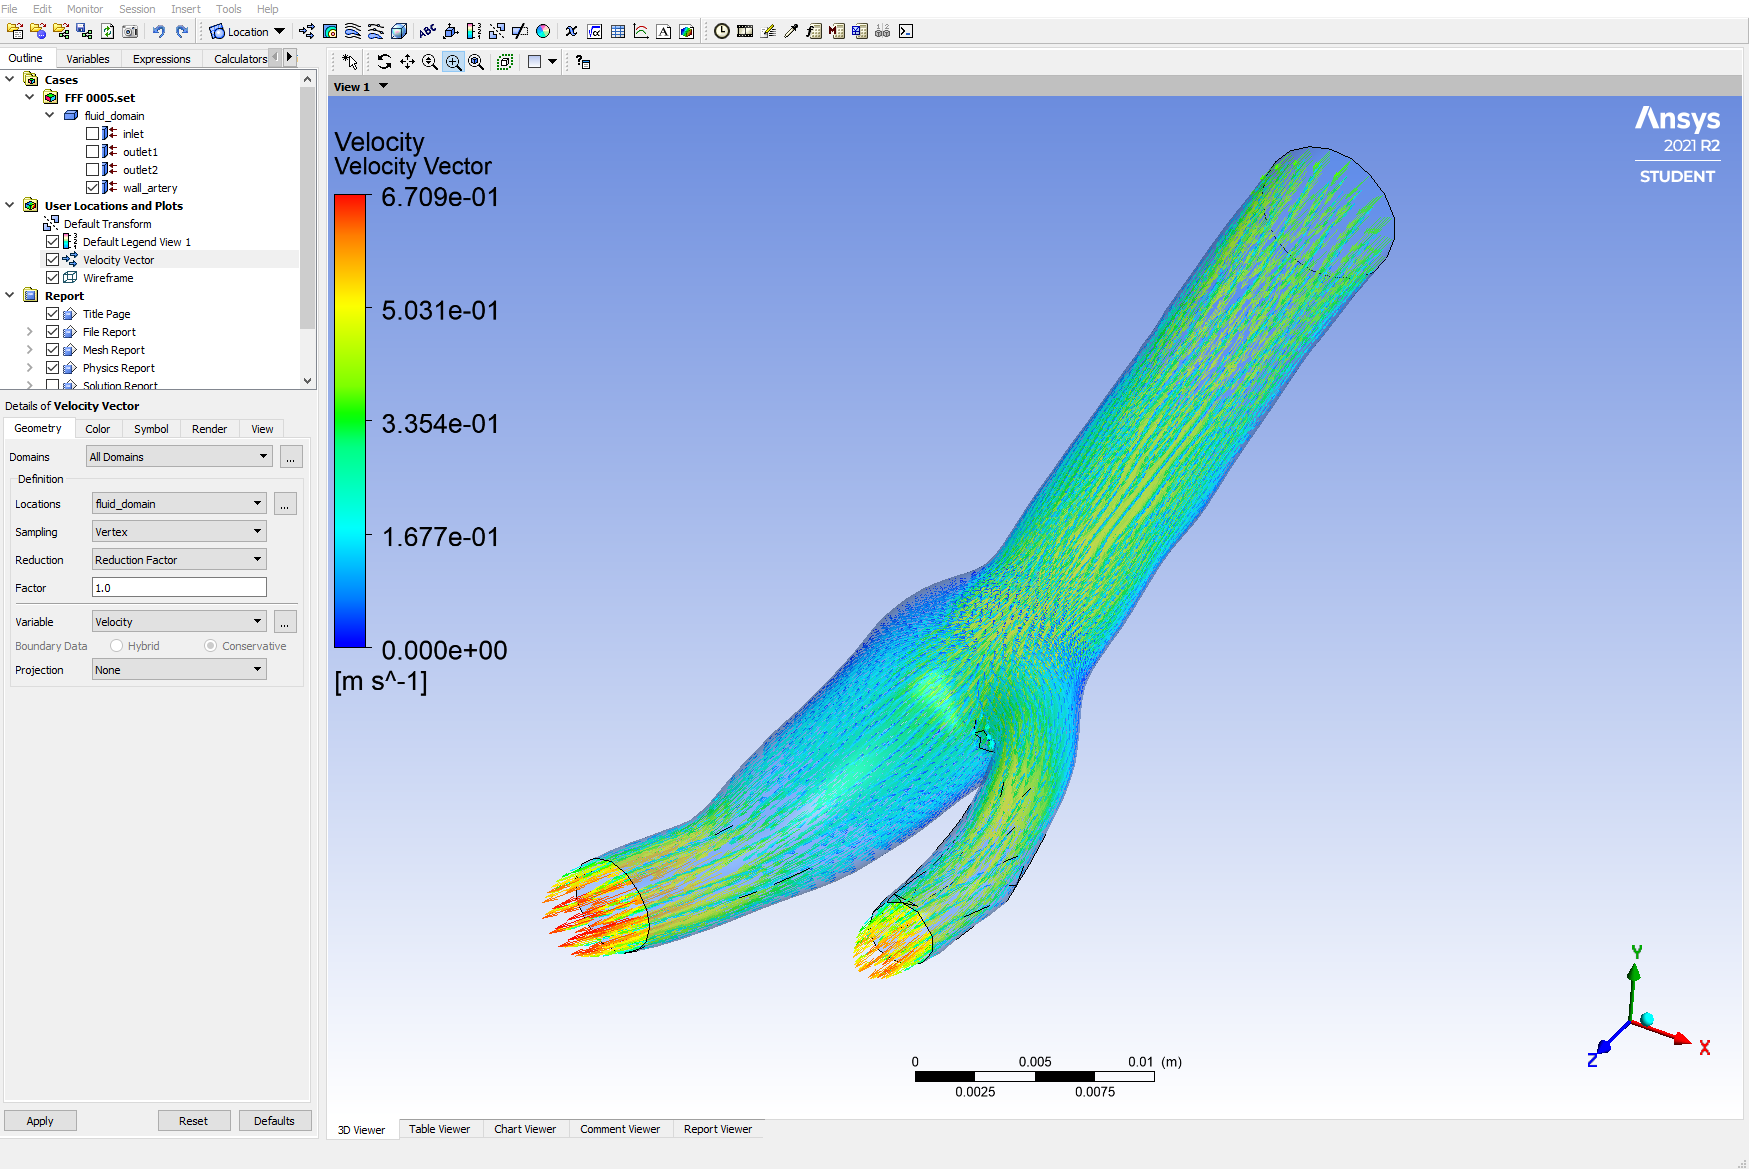 File Edit Monitor Session Insert Tools Help
Location
Outline Variables Expressions Calculators
Cases
FFF 0005.set
fluid_domain
inlet
outlet1
outlet2
wall_artery
User Locations and Plots
Default Transform
Default Legend View 1
Velocity Vector
Wireframe
Report
Title Page
File Report
Mesh Report
Physics Report
Solution Report
Details of Velocity Vector
Geometry Color Symbol Render View
Domains All Domains ...
Definition
Locations fluid_domain ...
Sampling Vertex
Reduction Reduction Factor
Factor 1.0
Variable Velocity ...
Boundary Data Hybrid Conservative
Projection None
Apply Reset Defaults
View 1
Velocity
Velocity Vector
6.709e-01
5.031e-01
3.354e-01
1.677e-01
0.000e+00
[m s^-1]
Ansys
2021 R2
STUDENT
0 0.005 0.01 (m)
0.0025 0.0075
Y
X
Z
3D Viewer Table Viewer Chart Viewer Comment Viewer Report Viewer